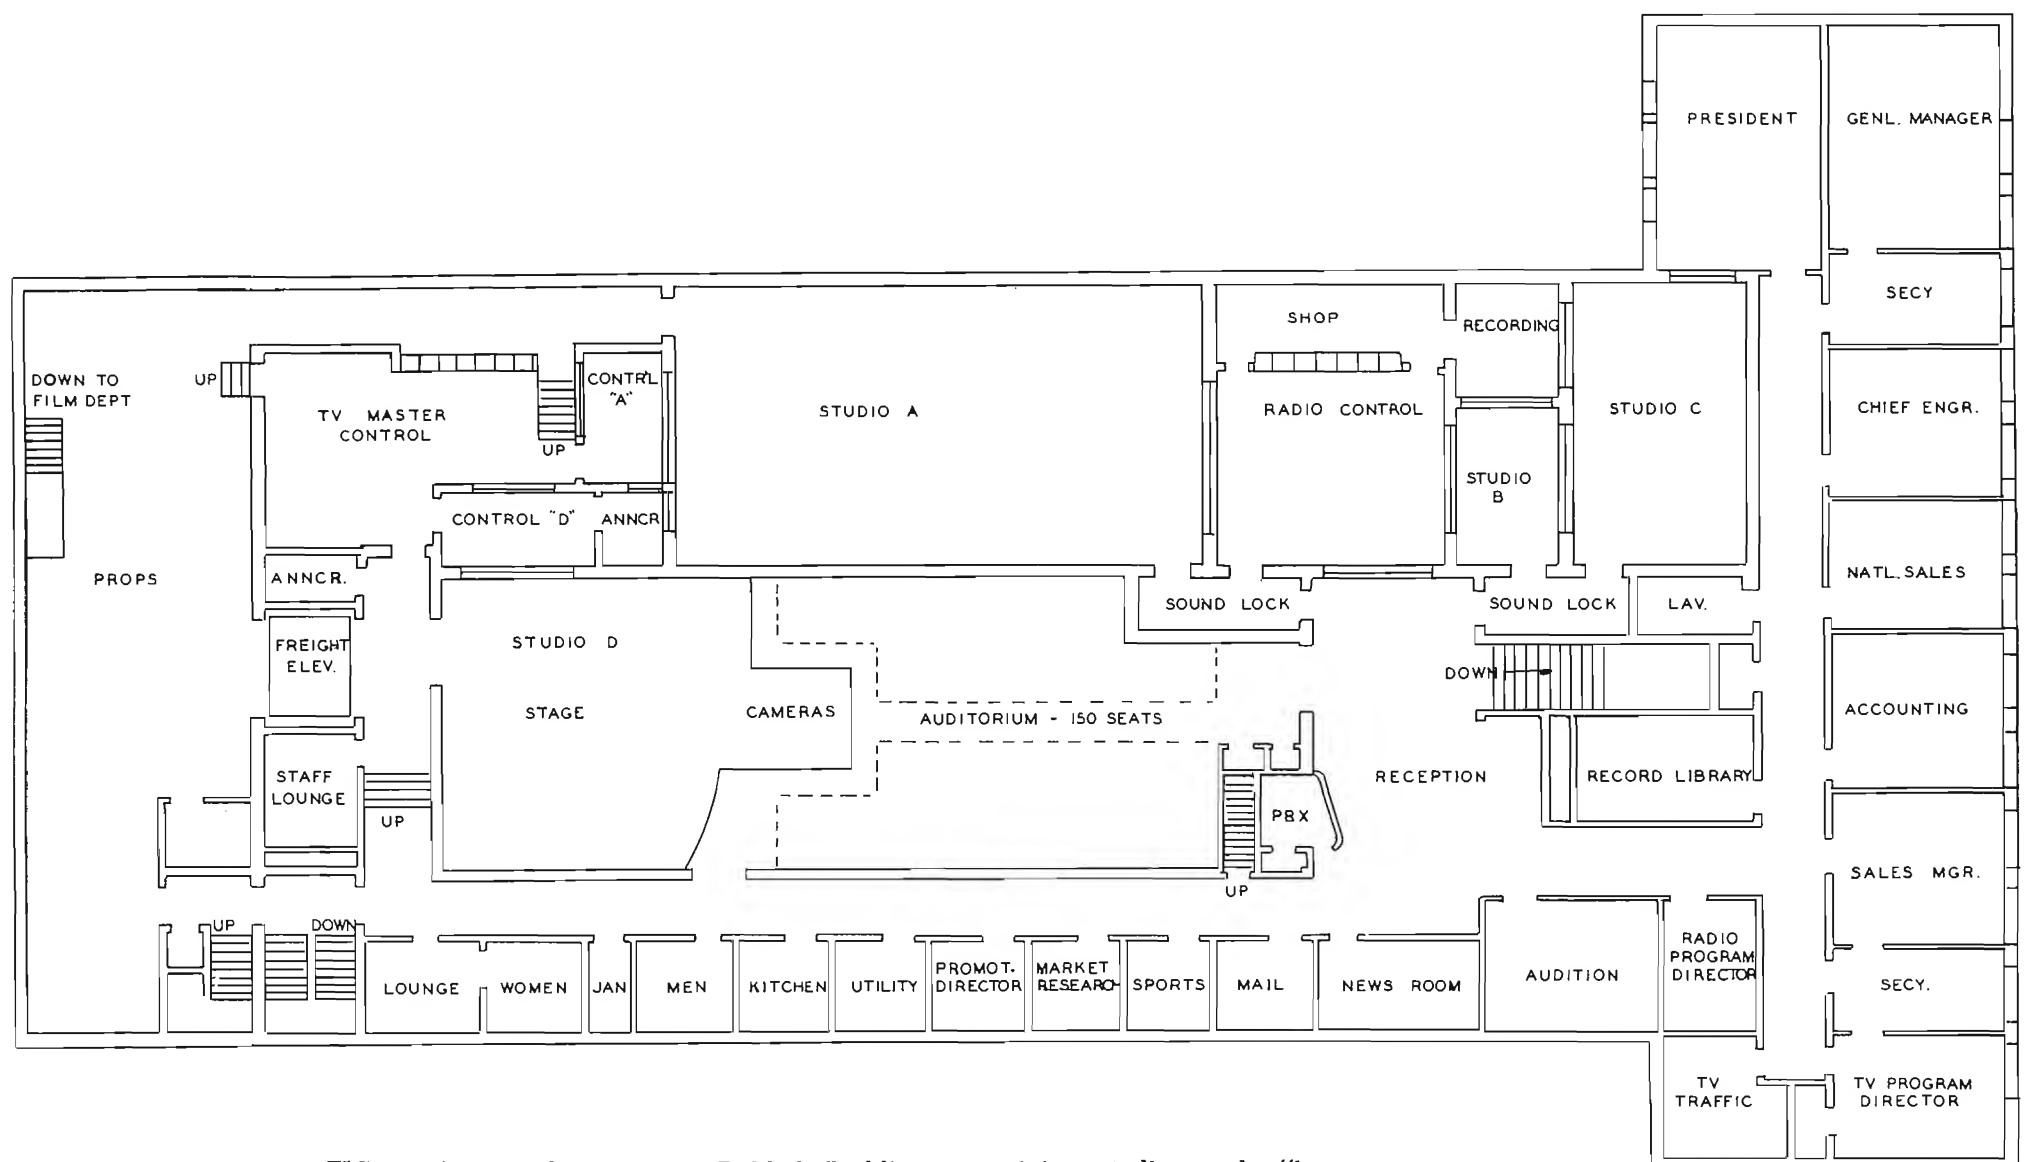 PRESIDENT
GENL. MANAGER
SECY
SHOP
RECORDING
DOWN TO
FILM DEPT
UP
TV MASTER
CONTROL
CONTR'L
"A"
UP
STUDIO A
RADIO CONTROL
STUDIO C
CHIEF ENGR.
STUDIO
B
CONTROL "D"
ANNCR
PROPS
ANNCR.
NATL. SALES
SOUND LOCK
SOUND LOCK
LAV.
FREIGHT
ELEV.
STUDIO D
DOWN
STAGE
CAMERAS
AUDITORIUM - 150 SEATS
ACCOUNTING
STAFF
LOUNGE
UP
RECEPTION
RECORD LIBRARY
PBX
SALES MGR.
UP
UP
DOWN
LOUNGE
WOMEN
JAN
MEN
KITCHEN
UTILITY
PROMOT.
DIRECTOR
MARKET
RESEARCH
SPORTS
MAIL
NEWS ROOM
AUDITION
RADIO
PROGRAM
DIRECTOR
SECY.
TV
TRAFFIC
TV PROGRAM
DIRECTOR